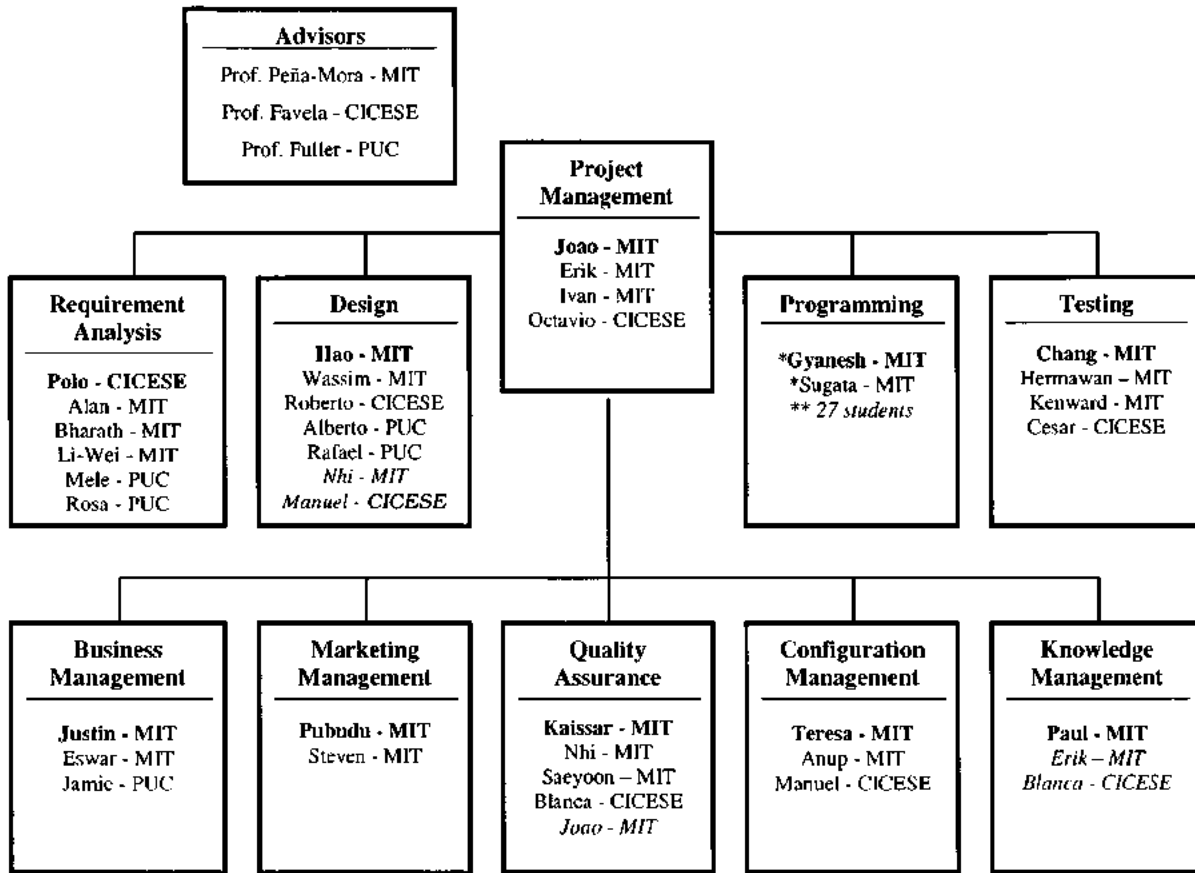 Advisors
Prof. Peña-Mora - MIT
Prof. Favela - CICESE
Prof. Fuller - PUC
Project
Management
Joao - MIT
Erik - MIT
Ivan - MIT
Octavio - CICESE
Requirement
Analysis
Polo - CICESE
Alan - MIT
Bharath - MIT
Li-Wei - MIT
Mele - PUC
Rosa - PUC
Design
Hao - MIT
Wassim - MIT
Roberto - CICESE
Alberto - PUC
Rafael - PUC
Nhi - MIT
Manuel - CICESE
Programming
*Gyanesh - MIT
*Sugata - MIT
** 27 students
Testing
Chang - MIT
Hermawan – MIT
Kenward - MIT
Cesar - CICESE
Business
Management
Justin - MIT
Eswar - MIT
Jamie - PUC
Marketing
Management
Pubudu - MIT
Steven - MIT
Quality
Assurance
Kaissar - MIT
Nhi - MIT
Saeyoon – MIT
Blanca - CICESE
Joao - MIT
Configuration
Management
Teresa - MIT
Anup - MIT
Manuel - CICESE
Knowledge
Management
Paul - MIT
Erik – MIT
Blanca - CICESE